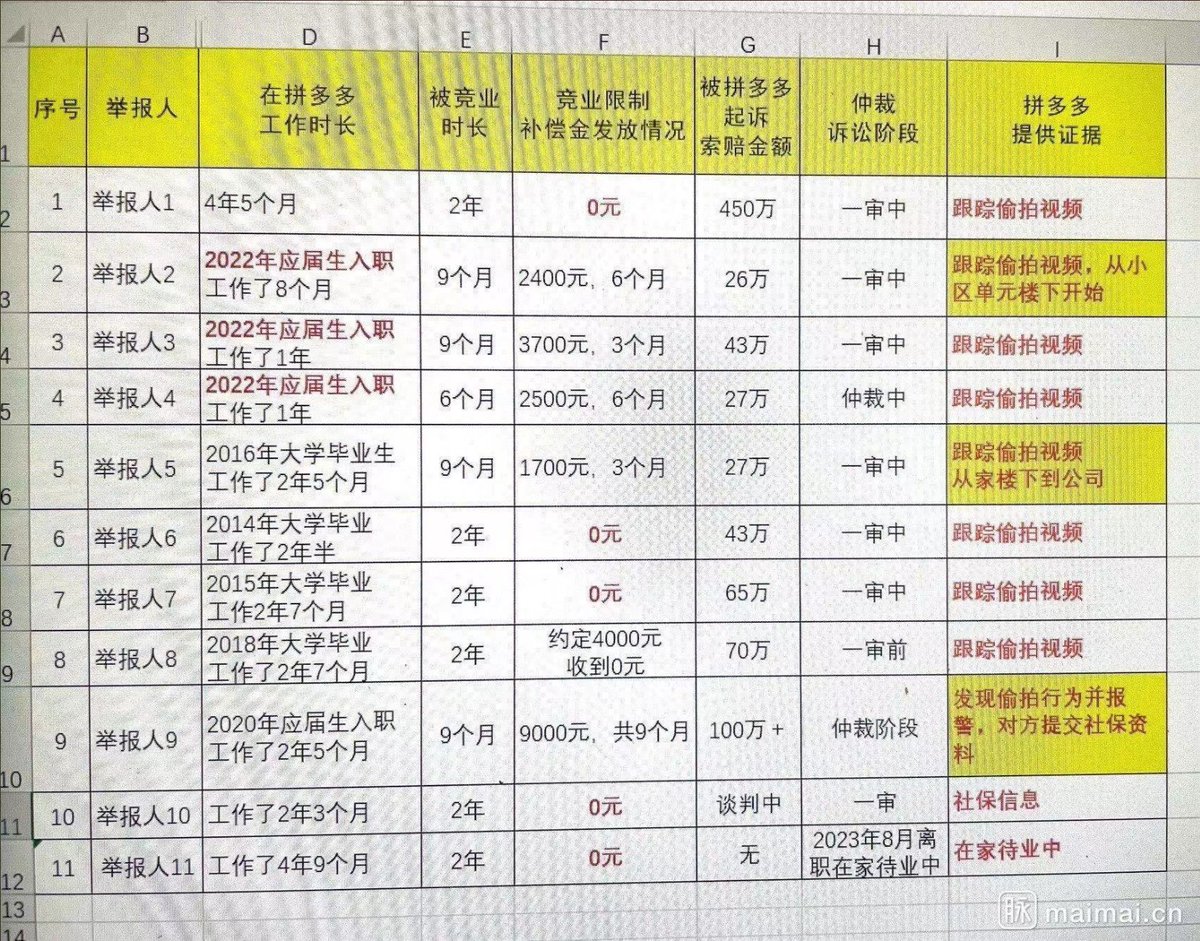 A B D E F G H I
1 序号 举报人 在拼多多 被竞业 竞业限制 被拼多多 仲裁 拼多多
工作时长 时长 补偿金发放情况 起诉 诉讼阶段 提供证据
索赔金额
2 1 举报人1 4年5个月 2年 0元 450万 一审中 跟踪偷拍视频
3 2 举报人2 2022年应届生入职 9个月 2400元，6个月 26万 一审中 跟踪偷拍视频，从小
工作了8个月 区单元楼下开始
4 3 举报人3 2022年应届生入职 9个月 3700元，3个月 43万 一审中 跟踪偷拍视频
工作了1年
5 4 举报人4 2022年应届生入职 6个月 2500元，6个月 27万 仲裁中 跟踪偷拍视频
工作了1年
6 5 举报人5 2016年大学毕业生 9个月 1700元，3个月 27万 一审中 跟踪偷拍视频
工作了2年5个月 从家楼下到公司
7 6 举报人6 2014年大学毕业 2年 0元 43万 一审中 跟踪偷拍视频
工作了2年半
8 7 举报人7 2015年大学毕业 2年 0元 65万 一审中 跟踪偷拍视频
工作2年7个月
9 8 举报人8 2018年大学毕业 2年 约定4000元 70万 一审前 跟踪偷拍视频
工作了2年7个月 收到0元
10 9 举报人9 2020年应届生入职 9个月 9000元，共9个月 100万+ 仲裁阶段 发现偷拍行为并报
工作了2年5个月 警，对方提交社保资
料
11 10 举报人10 工作了2年3个月 2年 0元 谈判中 一审 社保信息
12 11 举报人11 工作了4年9个月 2年 0元 无 2023年8月离 在家待业中
职在家待业中
13
14
脉 maimai.cn